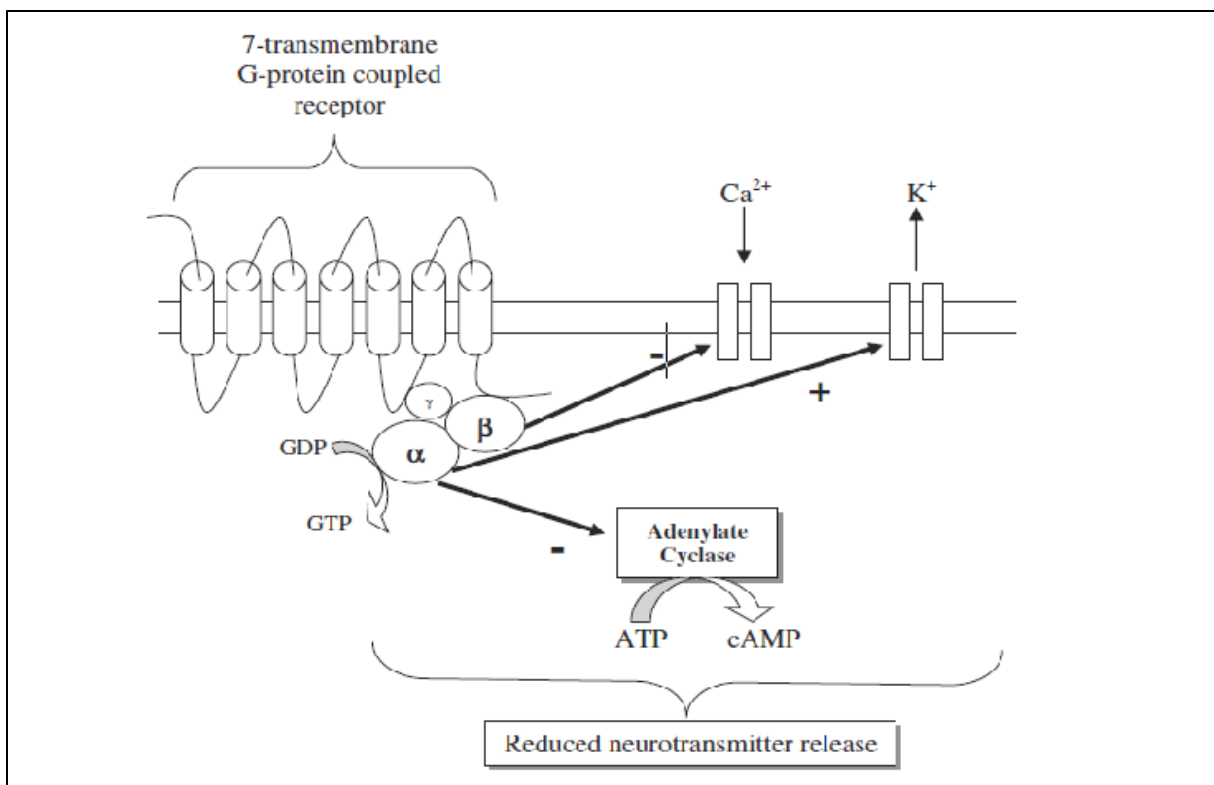 7-transmembrane
G-protein coupled
receptor
Ca²⁺
K⁺
-
+
γ
β
α
GDP
GTP
-
Adenylate
Cyclase
ATP
cAMP
Reduced neurotransmitter release